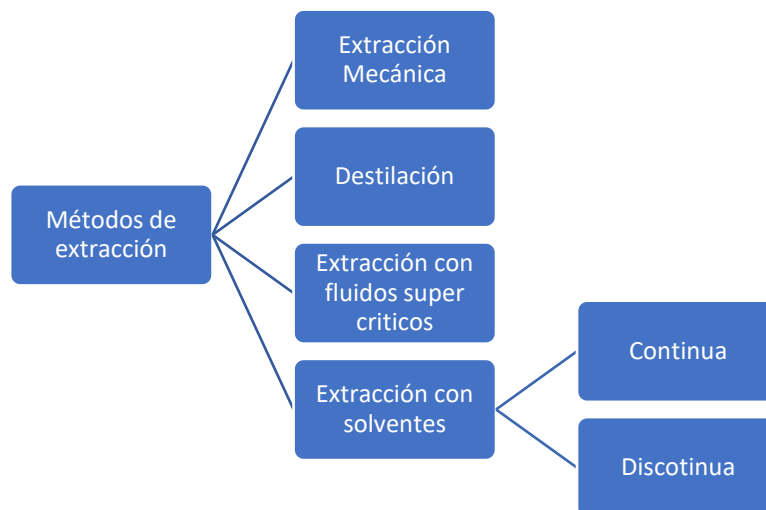 Métodos de
extracción
Extracción
Mecánica
Destilación
Extracción con
fluidos super
criticos
Extracción con
solventes
Continua
Discotinua